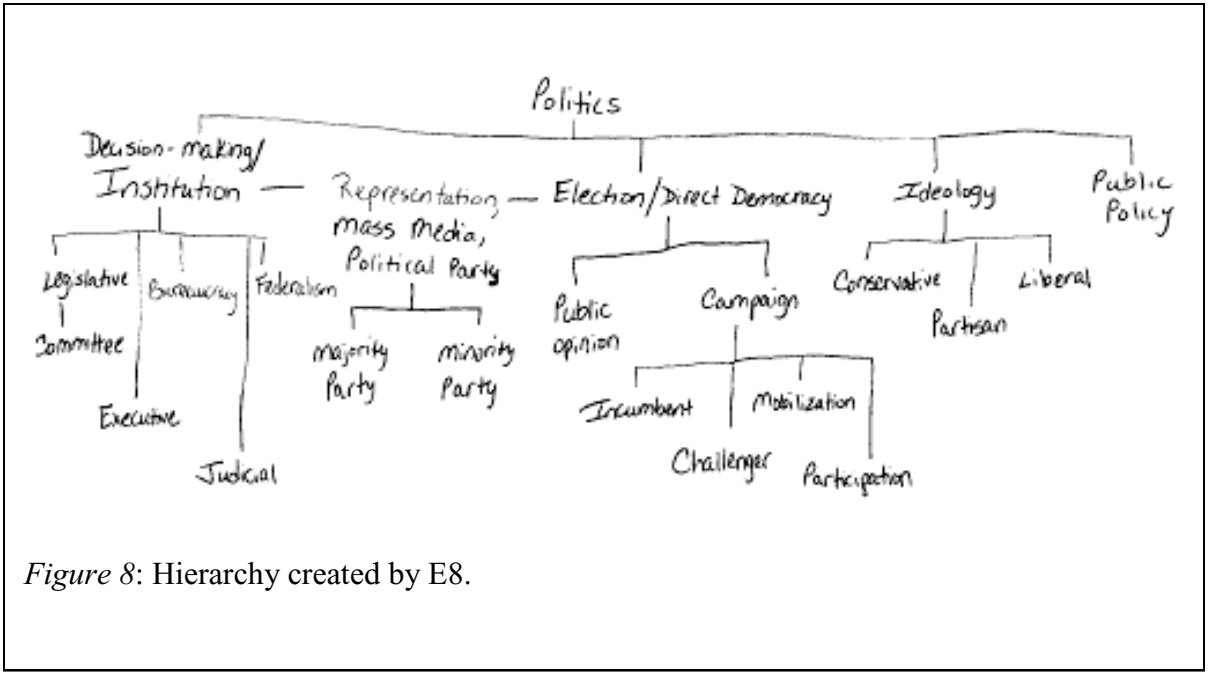 Politics
Decision-making/
Institution
Representation,
mass media,
Political Party
Election/Direct Democracy
Ideology
Public
Policy
Legislative
Bureaucracy
Federalism
Committee
Executive
Judicial
majority
Party
minority
Party
Public
opinion
Campaign
Incumbent
Challenger
Mobilization
Participation
Conservative
Partisan
Liberal
Figure 8: Hierarchy created by E8.